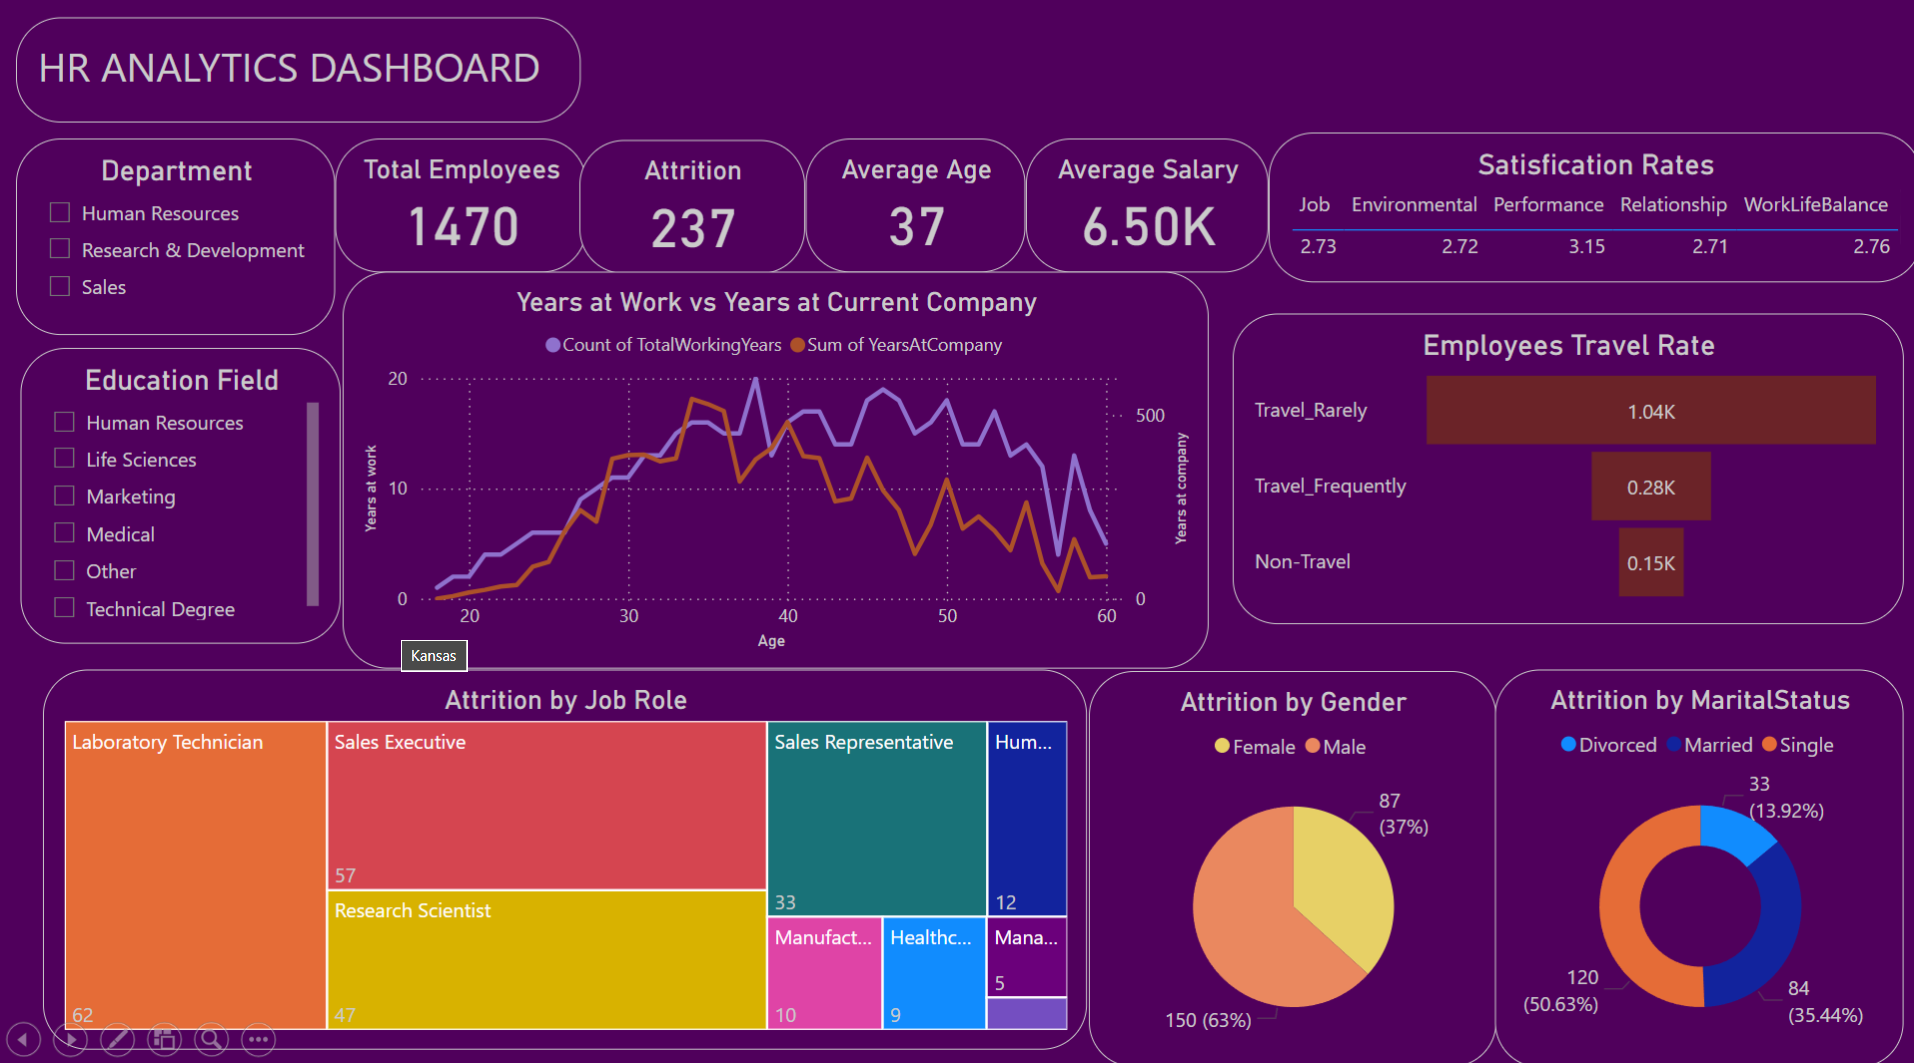 HR ANALYTICS DASHBOARD
Department
Human Resources
Research & Development
Sales
Total Employees
1470
Attrition
237
Average Age
37
Average Salary
6.50K
Satisfication Rates
Job Environmental Performance Relationship WorkLifeBalance
2.73 2.72 3.15 2.71 2.76
Education Field
Human Resources
Life Sciences
Marketing
Medical
Other
Technical Degree
Years at Work vs Years at Current Company
Count of TotalWorkingYears Sum of YearsAtCompany
Years at work
20
10
0
500
0
Years at company
20 30 40 50 60
Age
Kansas
Employees Travel Rate
Travel_Rarely 1.04K
Travel_Frequently 0.28K
Non-Travel 0.15K
Attrition by Job Role
Laboratory Technician
62
Sales Executive
57
Research Scientist
47
Sales Representative
33
Hum...
12
Manufact...
10
Healthc...
9
Mana...
5
Attrition by Gender
Female Male
87
(37%)
150 (63%)
Attrition by MaritalStatus
Divorced Married Single
33
(13.92%)
120
(50.63%)
84
(35.44%)